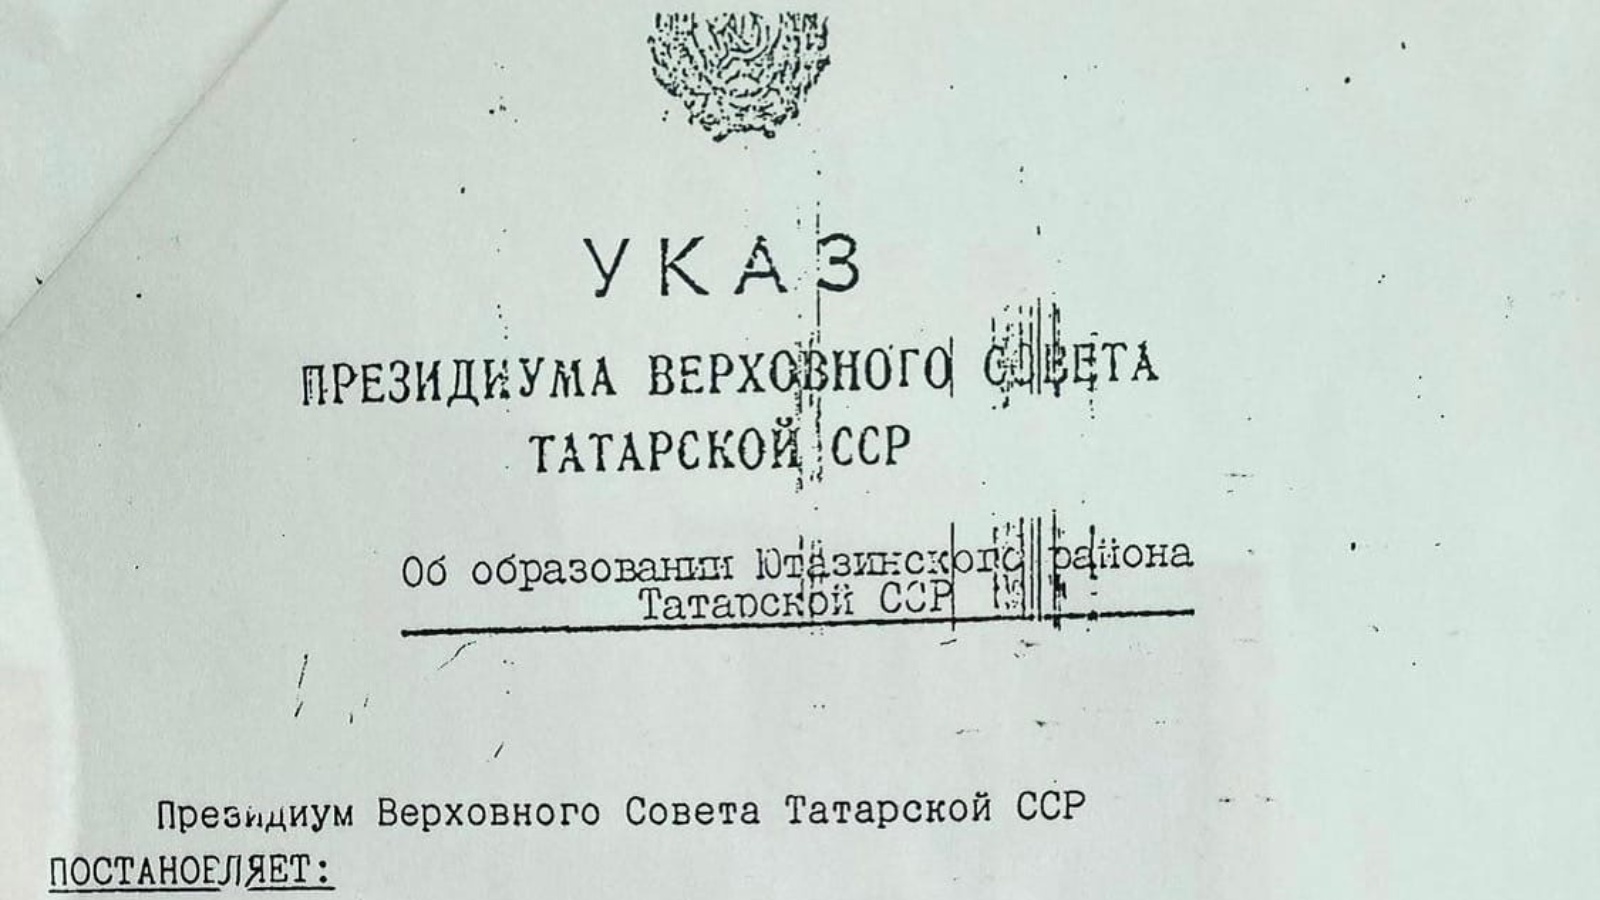 УКАЗ
ПРЕЗИДИУМА ВЕРХОВНОГО СОВЕТА
ТАТАРСКОЙ ССР
Об образовании Ютазинского района
Татарской ССР
Президиум Верховного Совета Татарской ССР
ПОСТАНОВЛЯЕТ: